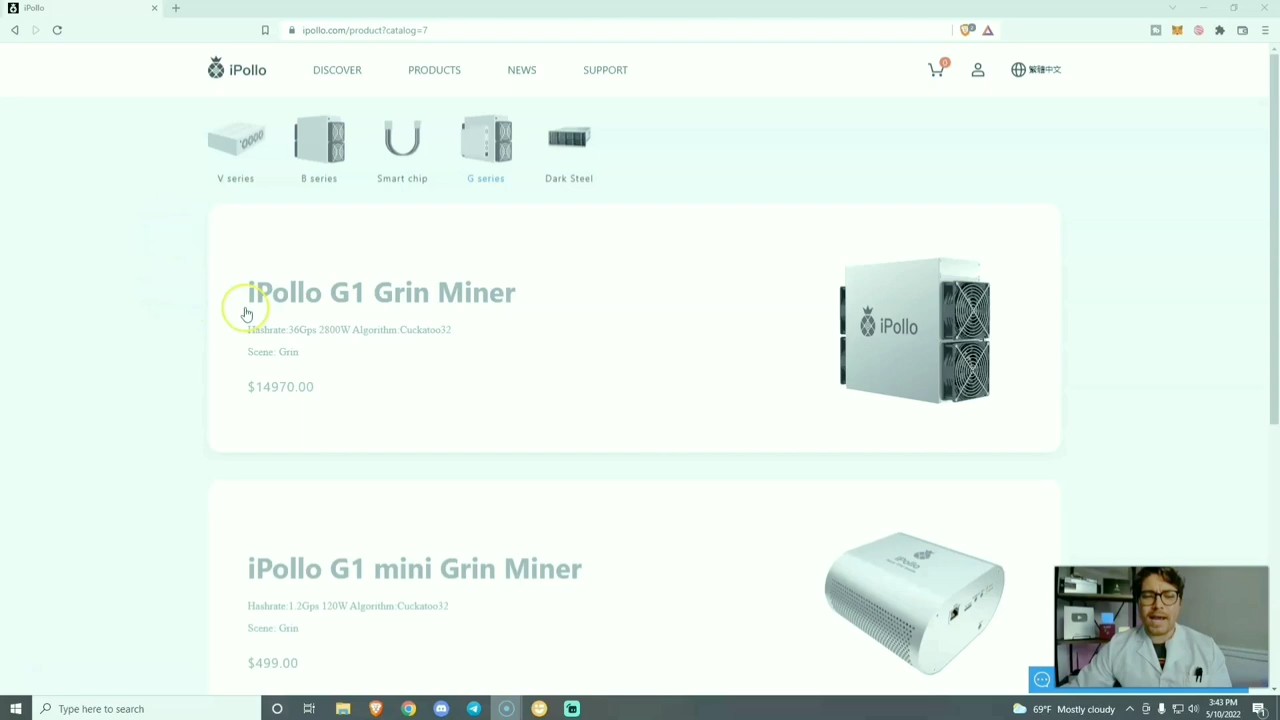 iPollo
ipollo.com/product?catalog=7
iPollo
DISCOVER
PRODUCTS
NEWS
SUPPORT
0
繁體中文
V series
B series
Smart chip
G series
Dark Steel
iPollo G1 Grin Miner
Hashrate:36Gps 2800W Algorithm:Cuckatoo32
Scene: Grin
$14970.00
iPollo
iPollo G1 mini Grin Miner
Hashrate:1.2Gps 120W Algorithm:Cuckatoo32
Scene: Grin
$499.00
iPollo
Type here to search
69°F Mostly cloudy
3:43 PM
5/10/2022